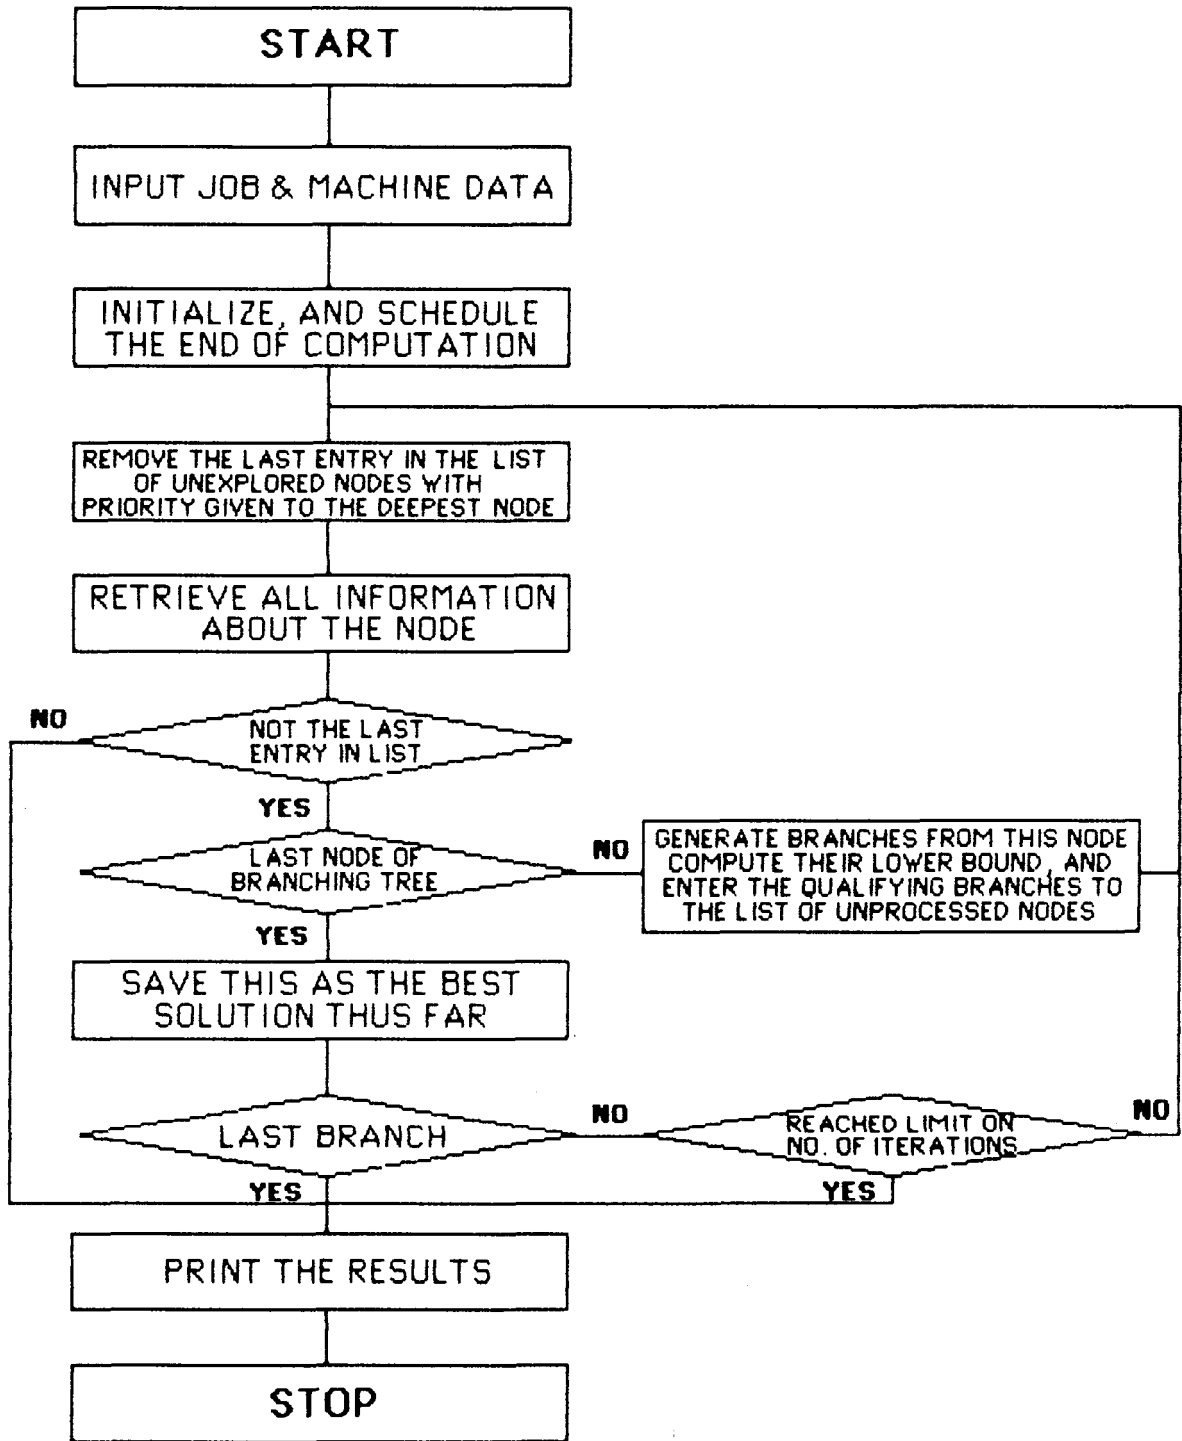 START
INPUT JOB & MACHINE DATA
INITIALIZE, AND SCHEDULE
THE END OF COMPUTATION
REMOVE THE LAST ENTRY IN THE LIST
OF UNEXPLORED NODES WITH
PRIORITY GIVEN TO THE DEEPEST NODE
RETRIEVE ALL INFORMATION
ABOUT THE NODE
NO
NOT THE LAST
ENTRY IN LIST
YES
LAST NODE OF
BRANCHING TREE
NO
GENERATE BRANCHES FROM THIS NODE
COMPUTE THEIR LOWER BOUND, AND
ENTER THE QUALIFYING BRANCHES TO
THE LIST OF UNPROCESSED NODES
YES
SAVE THIS AS THE BEST
SOLUTION THUS FAR
LAST BRANCH
NO
REACHED LIMIT ON
NO. OF ITERATIONS
NO
YES
YES
PRINT THE RESULTS
STOP